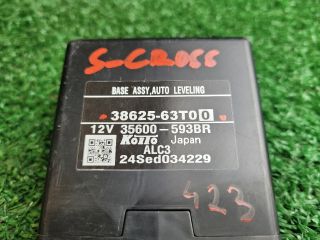 S-CROSS
BASE ASSY,AUTO LEVELING
38625-63T00
12V 35600-593BR
Koito Japan
ALC3
24Sed034229
423